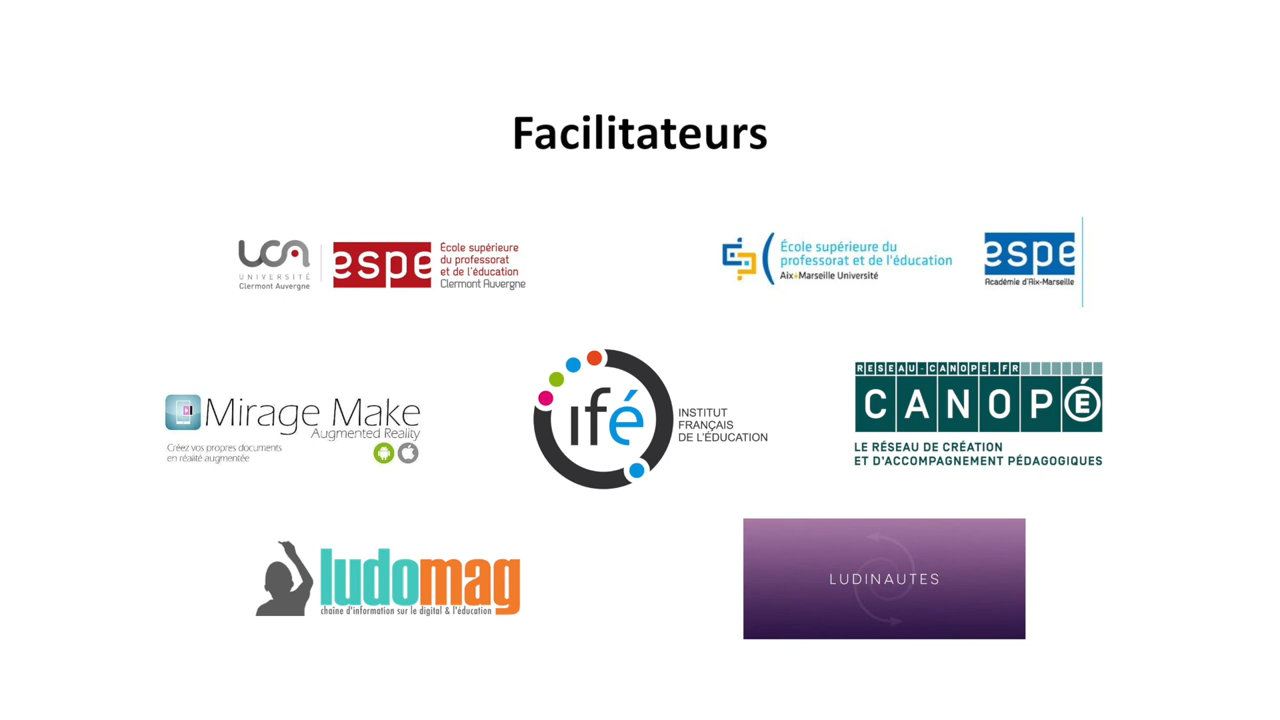 Facilitateurs
UCA
UNIVERSITÉ
Clermont Auvergne
espe
École supérieure
du professorat
et de l'éducation
Clermont Auvergne
École supérieure du
professorat et de l'éducation
Aix+Marseille Université
espe
Académie d'Aix-Marseille
Mirage Make
Augmented Reality
Créez vos propres documents
en réalité augmentée
ifé
INSTITUT
FRANÇAIS
DE L'ÉDUCATION
RESEAU-CANOPE.FR
CANOPÉ
LE RÉSEAU DE CRÉATION
ET D'ACCOMPAGNEMENT PÉDAGOGIQUES
ludomag
chaîne d'information sur le digital & l'éducation
LUDINAUTES